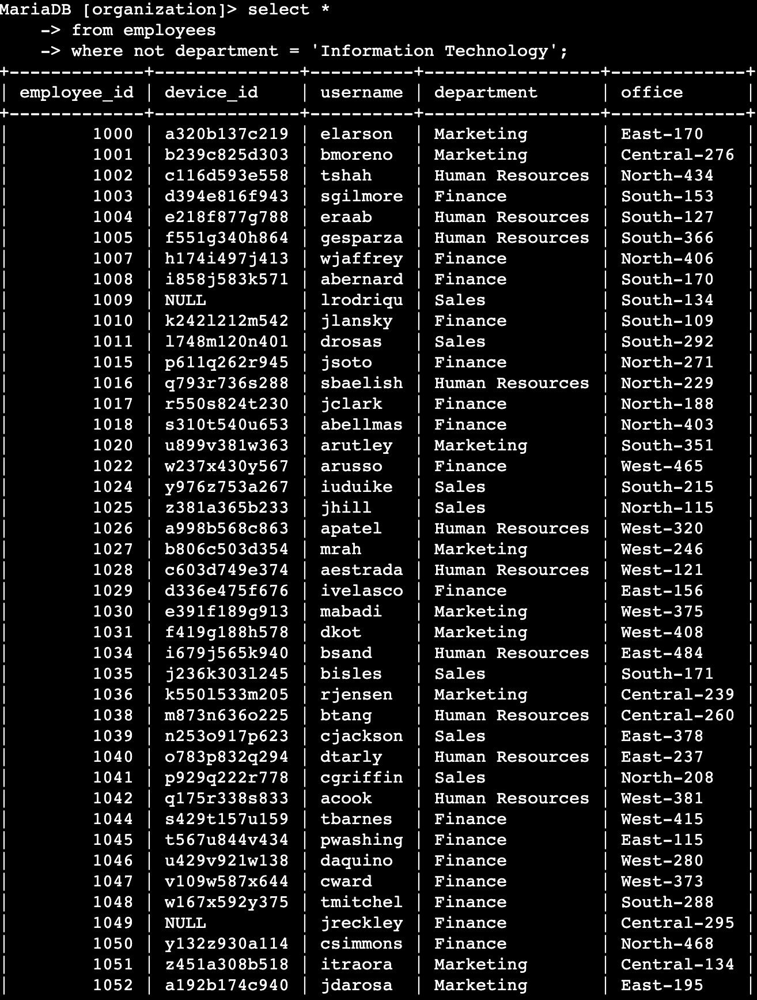 MariaDB [organization]> select *
    -> from employees
    -> where not department = 'Information Technology';
+-------------+--------------+----------+-----------------+-------------+
| employee_id | device_id    | username | department      | office      |
+-------------+--------------+----------+-----------------+-------------+
|        1000 | a320b137c219 | elarson  | Marketing       | East-170    |
|        1001 | b239c825d303 | bmoreno  | Marketing       | Central-276 |
|        1002 | c116d593e558 | tshah    | Human Resources | North-434   |
|        1003 | d394e816f943 | sgilmore | Finance         | South-153   |
|        1004 | e218f877g788 | eraab    | Human Resources | South-127   |
|        1005 | f551g340h864 | gesparza | Human Resources | South-366   |
|        1007 | h174i497j413 | wjaffrey | Finance         | North-406   |
|        1008 | i858j583k571 | abernard | Finance         | South-170   |
|        1009 | NULL         | lrodriqu | Sales           | South-134   |
|        1010 | k242l212m542 | jlansky  | Finance         | South-109   |
|        1011 | l748m120n401 | drosas   | Sales           | South-292   |
|        1015 | p611q262r945 | jsoto    | Finance         | North-271   |
|        1016 | q793r736s288 | sbaelish | Human Resources | North-229   |
|        1017 | r550s824t230 | jclark   | Finance         | North-188   |
|        1018 | s310t540u653 | abellmas | Finance         | North-403   |
|        1020 | u899v381w363 | arutley  | Marketing       | South-351   |
|        1022 | w237x430y567 | arusso   | Finance         | West-465    |
|        1024 | y976z753a267 | iuduike  | Sales           | South-215   |
|        1025 | z381a365b233 | jhill    | Sales           | North-115   |
|        1026 | a998b568c863 | apatel   | Human Resources | West-320    |
|        1027 | b806c503d354 | mrah     | Marketing       | West-246    |
|        1028 | c603d749e374 | aestrada | Human Resources | West-121    |
|        1029 | d336e475f676 | ivelasco | Finance         | East-156    |
|        1030 | e391f189g913 | mabadi   | Marketing       | West-375    |
|        1031 | f419g188h578 | dkot     | Marketing       | West-408    |
|        1034 | i679j565k940 | bsand    | Human Resources | East-484    |
|        1035 | j236k303l245 | bisles   | Sales           | South-171   |
|        1036 | k550l533m205 | rjensen  | Marketing       | Central-239 |
|        1038 | m873n636o225 | btang    | Human Resources | Central-260 |
|        1039 | n253o917p623 | cjackson | Sales           | East-378    |
|        1040 | o783p832q294 | dtarly   | Human Resources | East-237    |
|        1041 | p929q222r778 | cgriffin | Sales           | North-208   |
|        1042 | q175r338s833 | acook    | Human Resources | West-381    |
|        1044 | s429t157u159 | tbarnes  | Finance         | West-415    |
|        1045 | t567u844v434 | pwashing | Finance         | East-115    |
|        1046 | u429v921w138 | daquino  | Finance         | West-280    |
|        1047 | v109w587x644 | cward    | Finance         | West-373    |
|        1048 | w167x592y375 | tmitchel | Finance         | South-288   |
|        1049 | NULL         | jreckley | Finance         | Central-295 |
|        1050 | y132z930a114 | csimmons | Finance         | North-468   |
|        1051 | z451a308b518 | itraora  | Marketing       | Central-134 |
|        1052 | a192b174c940 | jdarosa  | Marketing       | East-195    |